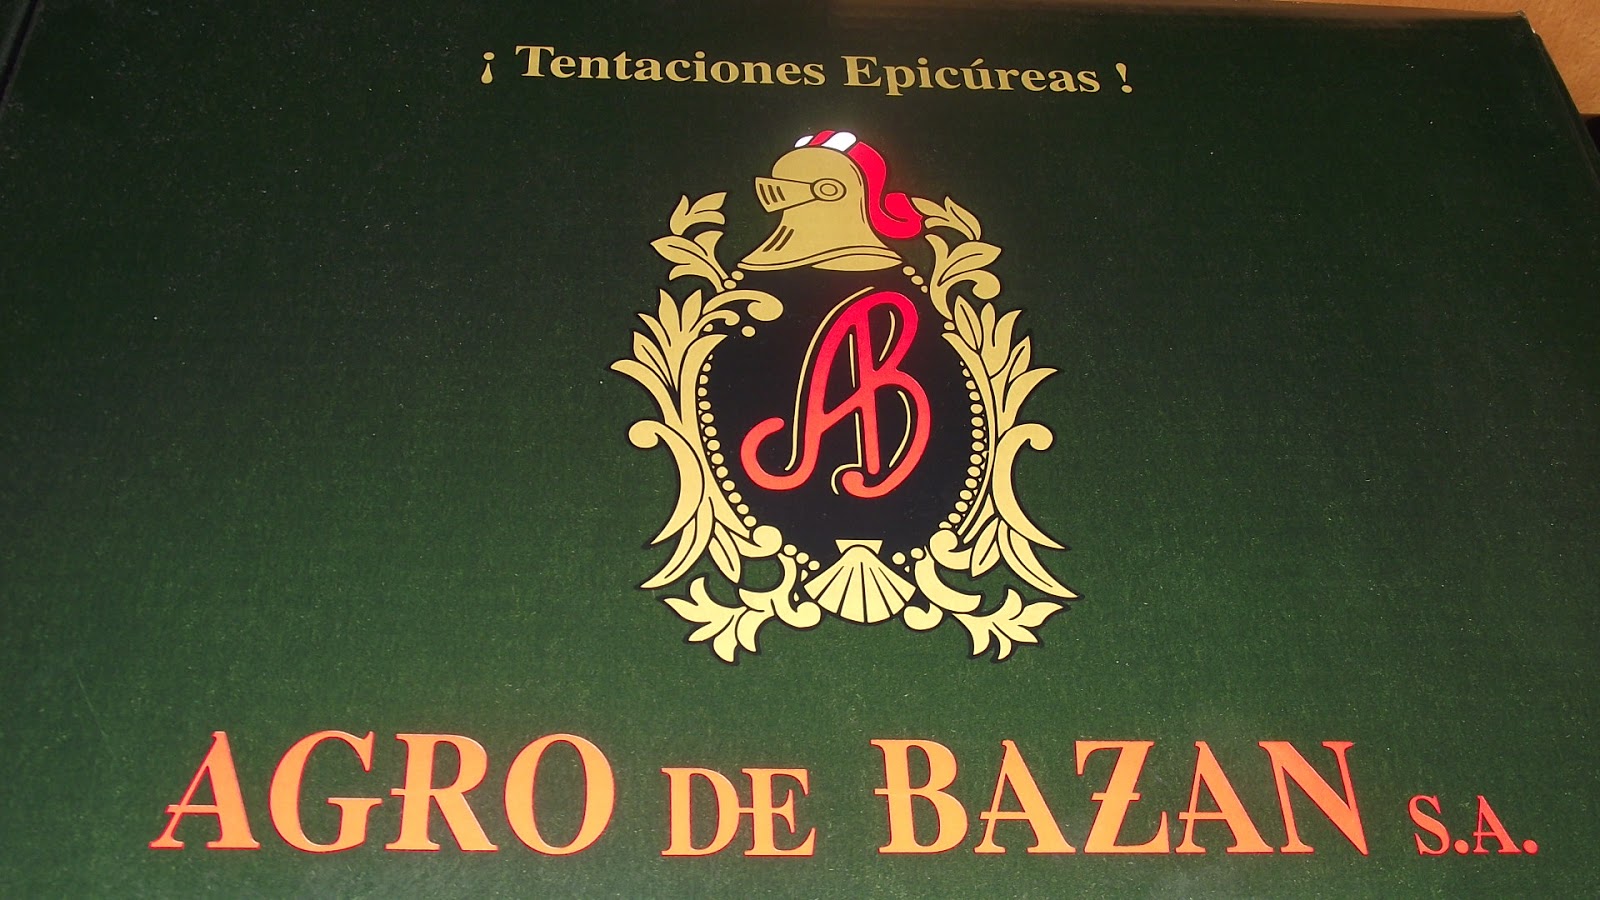 ¡ Tentaciones Epicúreas !
AB
AGRO DE BAZAN S.A.